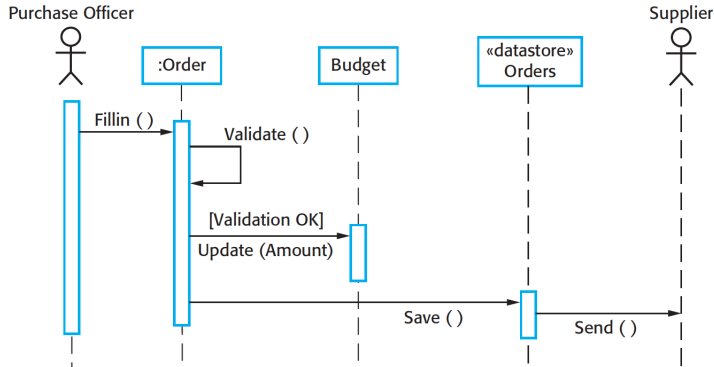 Purchase Officer
Supplier
:Order
Budget
«datastore»
Orders
Fillin ( )
Validate ( )
[Validation OK]
Update (Amount)
Save ( )
Send ( )